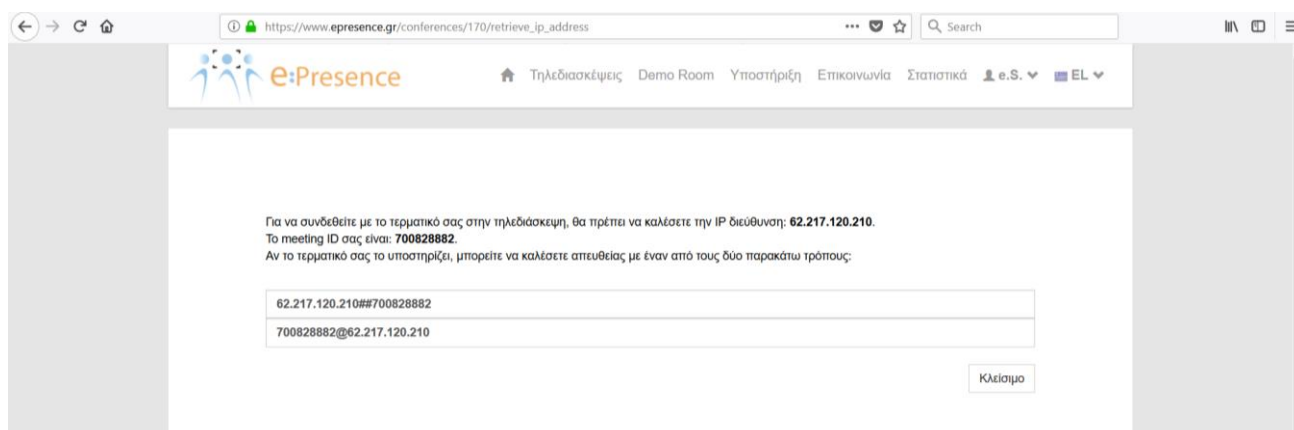 https://www.epresence.gr/conferences/170/retrieve_ip_address
Search
e:Presence
Τηλεδιασκέψεις Demo Room Υποστήριξη Επικοινωνία Στατιστικά e.S. EL
Για να συνδεθείτε με το τερματικό σας στην τηλεδιάσκεψη, θα πρέπει να καλέσετε την IP διεύθυνση: 62.217.120.210.
Το meeting ID σας είναι: 700828882.
Αν το τερματικό σας το υποστηρίζει, μπορείτε να καλέσετε απευθείας με έναν από τους δύο παρακάτω τρόπους:
62.217.120.210##700828882
700828882@62.217.120.210
Κλείσιμο